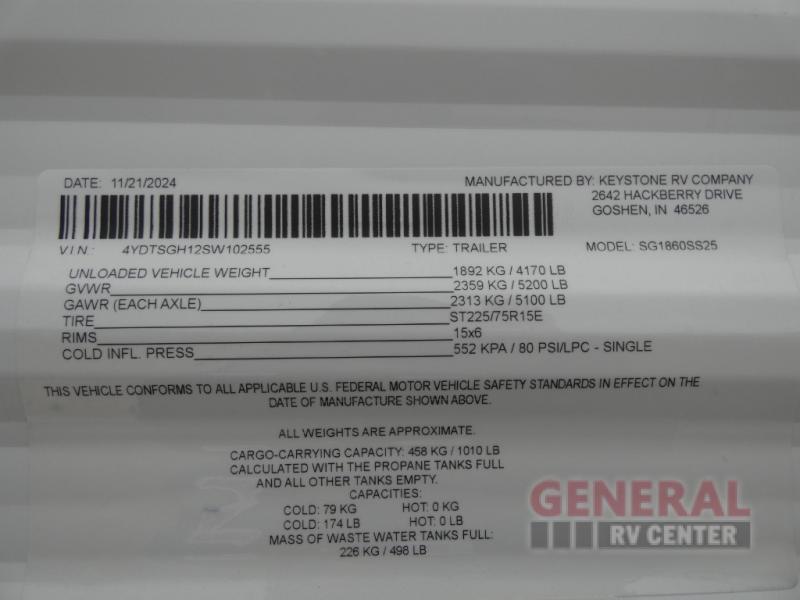 DATE: 11/21/2024
MANUFACTURED BY: KEYSTONE RV COMPANY
2642 HACKBERRY DRIVE
GOSHEN, IN 46526
V I N.: 4YDTSGH12SW102555 TYPE: TRAILER MODEL: SG1860SS25
UNLOADED VEHICLE WEIGHT 1892 KG / 4170 LB
GVWR 2359 KG / 5200 LB
GAWR (EACH AXLE) 2313 KG / 5100 LB
TIRE ST225/75R15E
RIMS 15x6
COLD INFL. PRESS 552 KPA / 80 PSI/LPC - SINGLE
THIS VEHICLE CONFORMS TO ALL APPLICABLE U.S. FEDERAL MOTOR VEHICLE SAFETY STANDARDS IN EFFECT ON THE
DATE OF MANUFACTURE SHOWN ABOVE.
ALL WEIGHTS ARE APPROXIMATE.
CARGO-CARRYING CAPACITY: 458 KG / 1010 LB
CALCULATED WITH THE PROPANE TANKS FULL
AND ALL OTHER TANKS EMPTY.
CAPACITIES:
COLD: 79 KG HOT: 0 KG
COLD: 174 LB HOT: 0 LB
MASS OF WASTE WATER TANKS FULL:
226 KG / 498 LB
GENERAL
RV CENTER